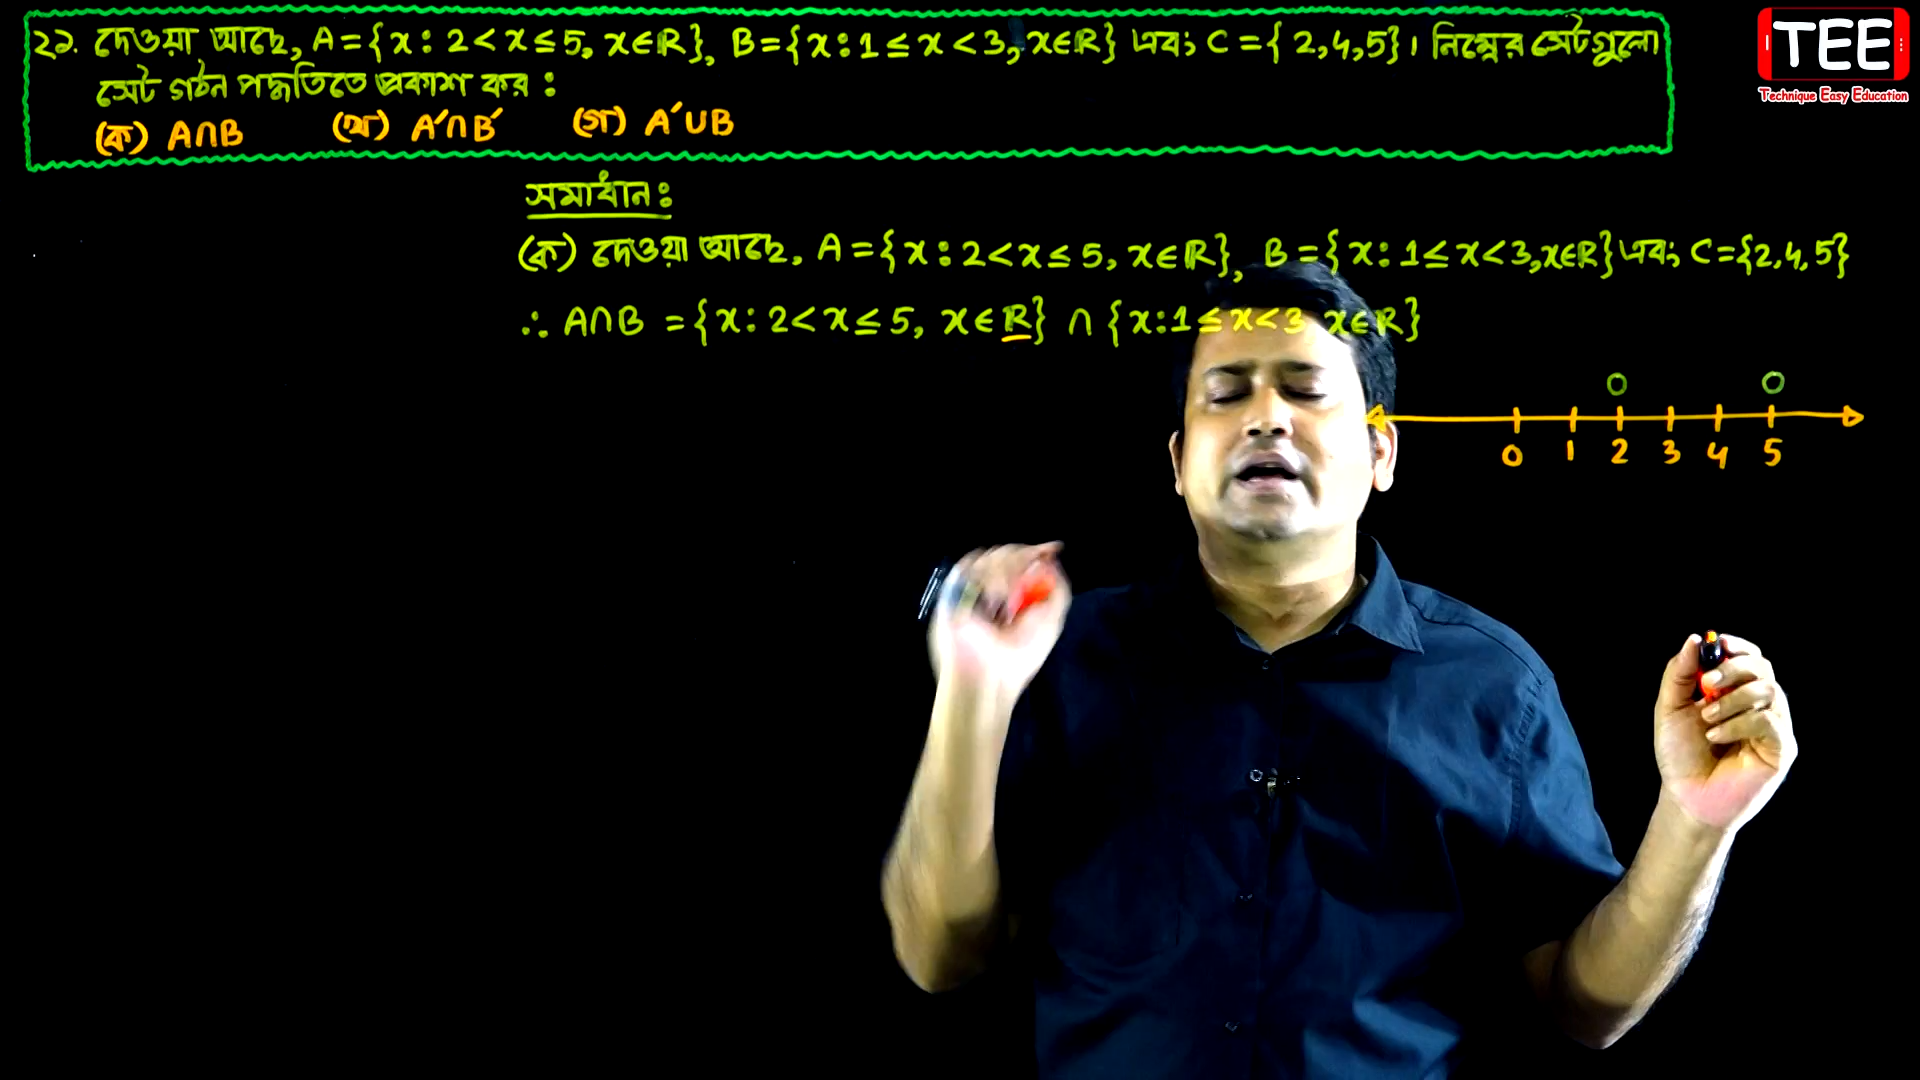 ২১. দেওয়া আছে, A={x : 2<x≤5, x∈R}, B={x:1≤x<3, x∈R} এবং C={2,4,5}। নিম্নের সেটগুলো
সেট গঠন পদ্ধতিতে প্রকাশ কর :
(ক) A∩B (খ) A′∩B′ (গ) A′∪B
TEE
Technique Easy Education
সমাধান :
(ক) দেওয়া আছে, A={x : 2<x≤5, x∈R}, B={x:1≤x<3, x∈R} এবং C={2,4,5}
∴ A∩B ={x: 2<x≤5, x∈R} ∩ {x:1≤x<3 x∈R}
0 1 2 3 4 5